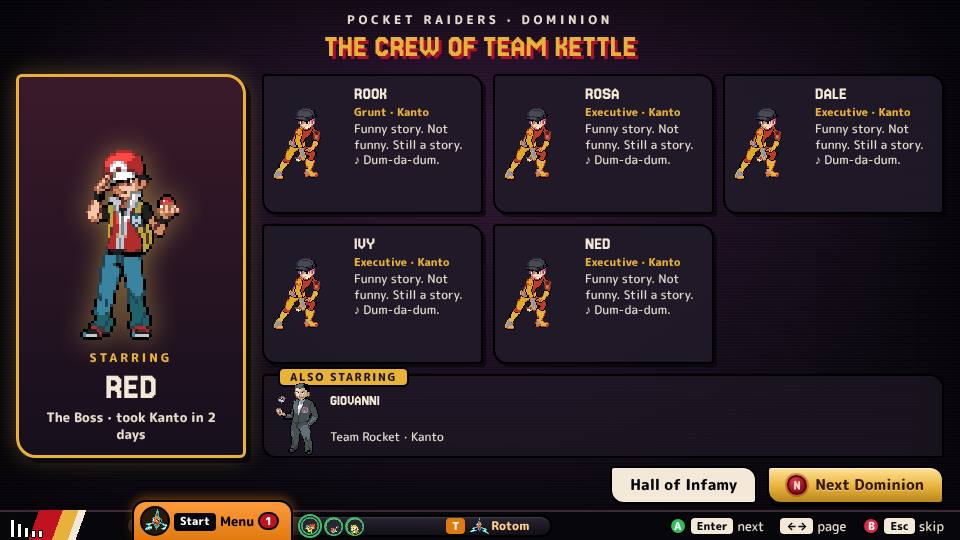 POCKET RAIDERS · DOMINION
THE CREW OF TEAM KETTLE
STARRING
RED
The Boss · took Kanto in 2
days
ROOK
Grunt · Kanto
Funny story. Not
funny. Still a story.
♪ Dum-da-dum.
ROSA
Executive · Kanto
Funny story. Not
funny. Still a story.
♪ Dum-da-dum.
DALE
Executive · Kanto
Funny story. Not
funny. Still a story.
♪ Dum-da-dum.
IVY
Executive · Kanto
Funny story. Not
funny. Still a story.
♪ Dum-da-dum.
NED
Executive · Kanto
Funny story. Not
funny. Still a story.
♪ Dum-da-dum.
ALSO STARRING
GIOVANNI
Team Rocket · Kanto
Hall of Infamy
N Next Dominion
Start Menu 1
T Rotom
A Enter next
←→ page
B Esc skip